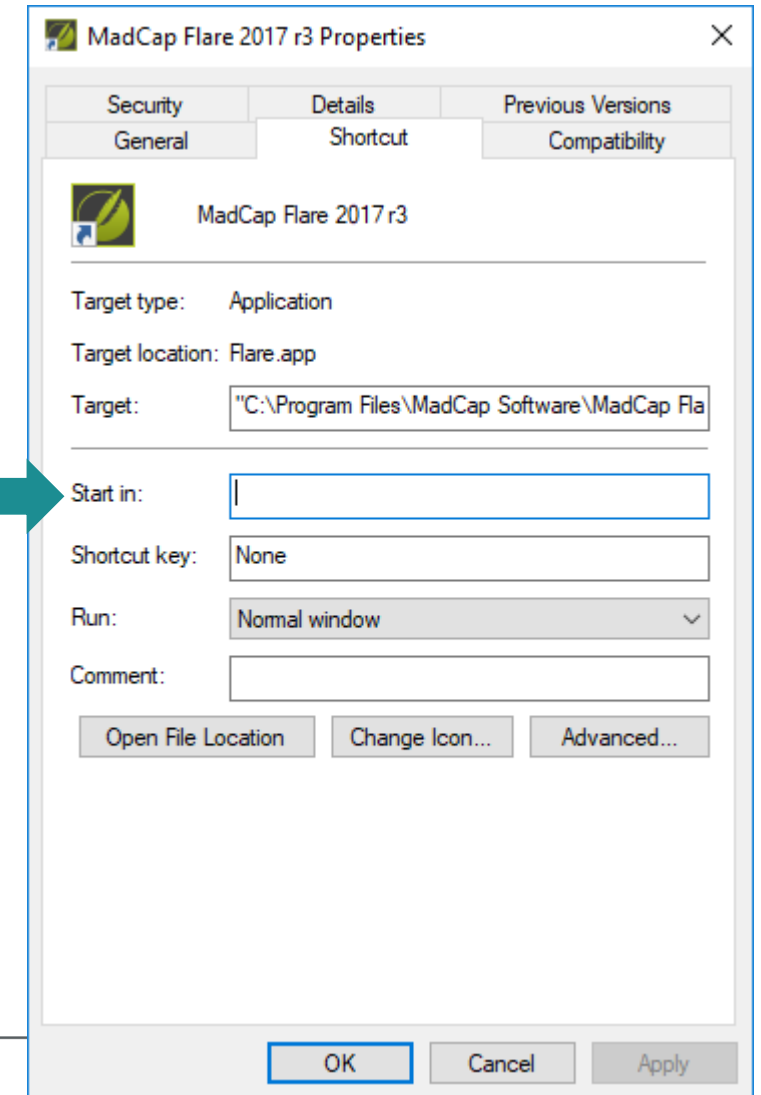 MadCap Flare 2017 r3 Properties
Security Details Previous Versions
General Shortcut Compatibility
MadCap Flare 2017 r3
Target type: Application
Target location: Flare.app
Target: "C:\Program Files\MadCap Software\MadCap Fla
Start in:
Shortcut key: None
Run: Normal window
Comment:
Open File Location Change Icon... Advanced...
OK Cancel Apply